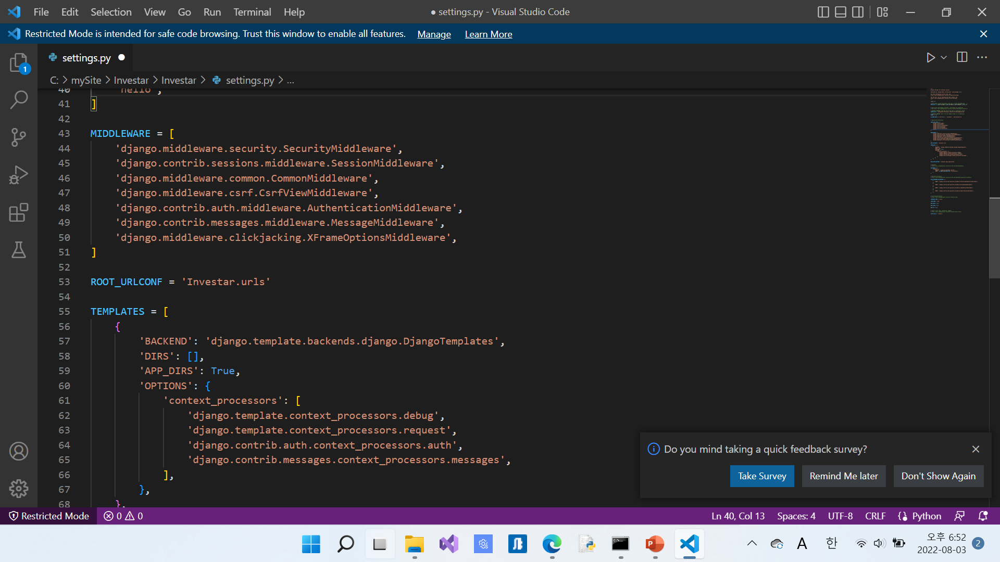 File Edit Selection View Go Run Terminal Help
● settings.py - Visual Studio Code
Restricted Mode is intended for safe code browsing. Trust this window to enable all features. Manage Learn More
1
settings.py ●
C: > mySite > Investar > Investar > settings.py > ...
40 'hello',
41 ]
42
43 MIDDLEWARE = [
44 'django.middleware.security.SecurityMiddleware',
45 'django.contrib.sessions.middleware.SessionMiddleware',
46 'django.middleware.common.CommonMiddleware',
47 'django.middleware.csrf.CsrfViewMiddleware',
48 'django.contrib.auth.middleware.AuthenticationMiddleware',
49 'django.contrib.messages.middleware.MessageMiddleware',
50 'django.middleware.clickjacking.XFrameOptionsMiddleware',
51 ]
52
53 ROOT_URLCONF = 'Investar.urls'
54
55 TEMPLATES = [
56 {
57 'BACKEND': 'django.template.backends.django.DjangoTemplates',
58 'DIRS': [],
59 'APP_DIRS': True,
60 'OPTIONS': {
61 'context_processors': [
62 'django.template.context_processors.debug',
63 'django.template.context_processors.request',
64 'django.contrib.auth.context_processors.auth',
65 'django.contrib.messages.context_processors.messages',
66 ],
67 },
68 },
Do you mind taking a quick feedback survey?
Take Survey Remind Me later Don't Show Again
Restricted Mode 0 0
Ln 40, Col 13 Spaces: 4 UTF-8 CRLF Python
A 한
오후 6:52
2022-08-03
2